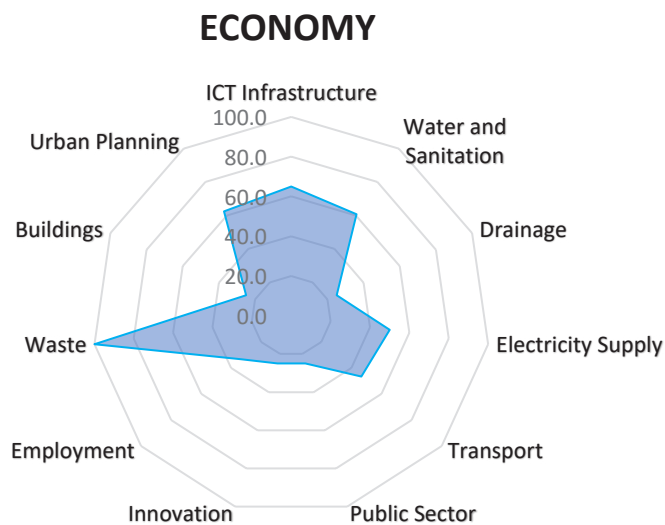 ECONOMY
ICT Infrastructure
100.0
80.0
60.0
40.0
20.0
0.0
Water and
Sanitation
Drainage
Electricity Supply
Transport
Public Sector
Innovation
Employment
Waste
Buildings
Urban Planning